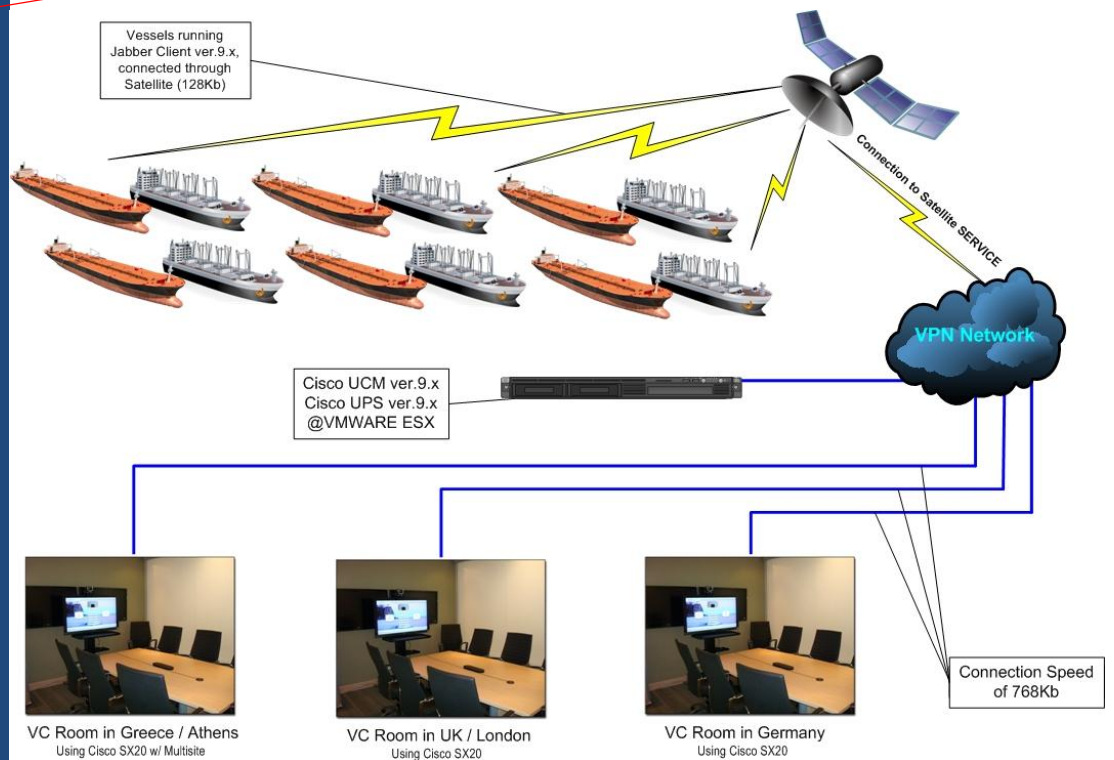 Vessels running
Jabber Client ver.9.x,
connected through
Satellite (128Kb)
Connection to Satellite SERVICE
VPN Network
Cisco UCM ver.9.x
Cisco UPS ver.9.x
@VMWARE ESX
Connection Speed
of 768Kb
VC Room in Greece / Athens
Using Cisco SX20 w/ Multisite
VC Room in UK / London
Using Cisco SX20
VC Room in Germany
Using Cisco SX20